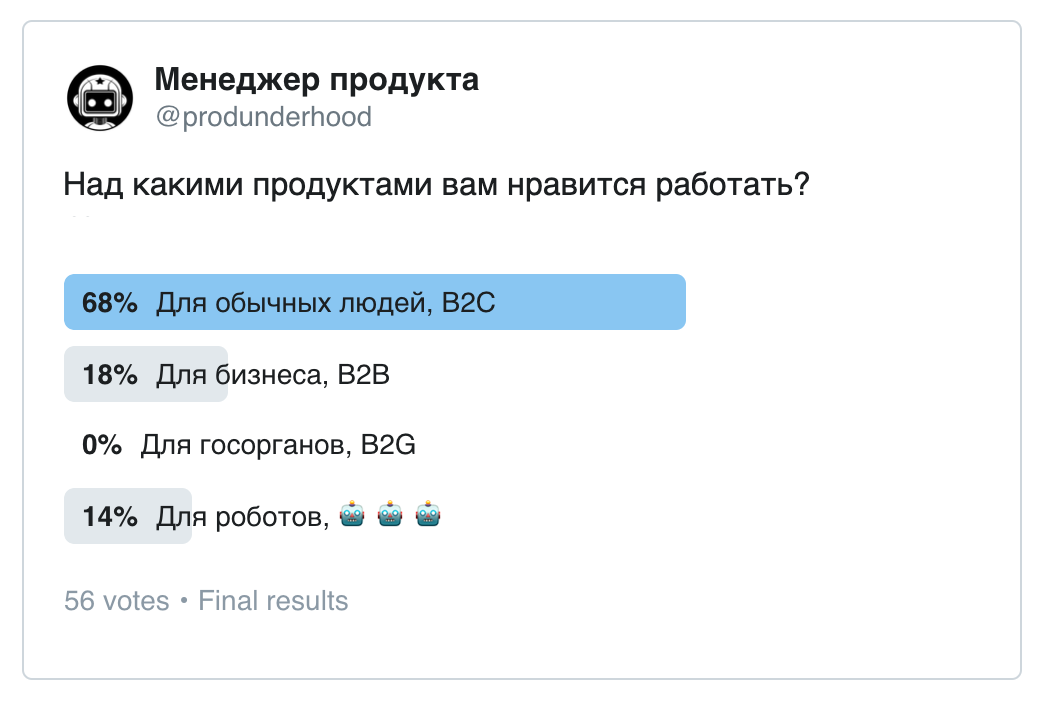 Менеджер продукта
@produnderhood
Над какими продуктами вам нравится работать?
68% Для обычных людей, B2C
18% Для бизнеса, B2B
0% Для госорганов, B2G
14% Для роботов, 🤖 🤖 🤖
56 votes • Final results